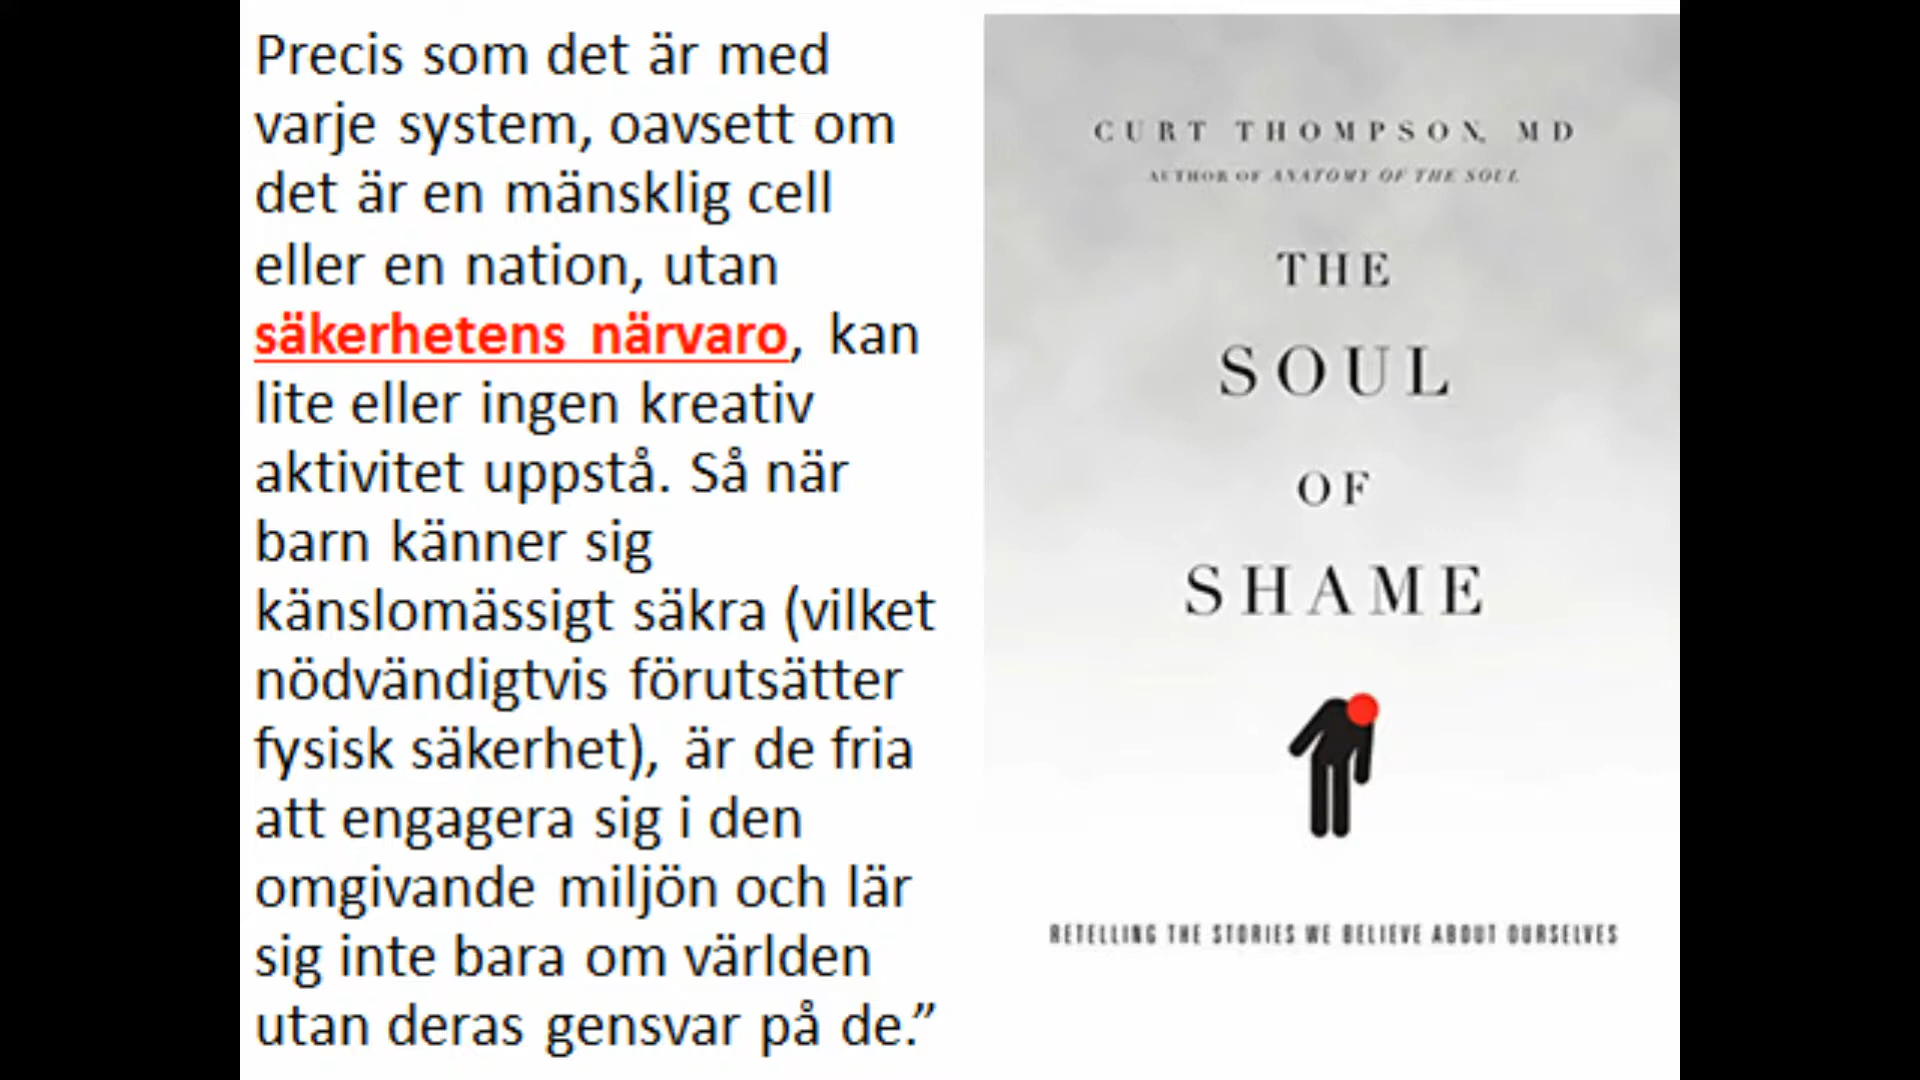 Precis som det är med
varje system, oavsett om
det är en mänsklig cell
eller en nation, utan
säkerhetens närvaro, kan
lite eller ingen kreativ
aktivitet uppstå. Så när
barn känner sig
känslomässigt säkra (vilket
nödvändigtvis förutsätter
fysisk säkerhet), är de fria
att engagera sig i den
omgivande miljön och lär
sig inte bara om världen
utan deras gensvar på de.”
CURT THOMPSON, MD
AUTHOR OF ANATOMY OF THE SOUL
THE
SOUL
OF
SHAME
RETELLING THE STORIES WE BELIEVE ABOUT OURSELVES